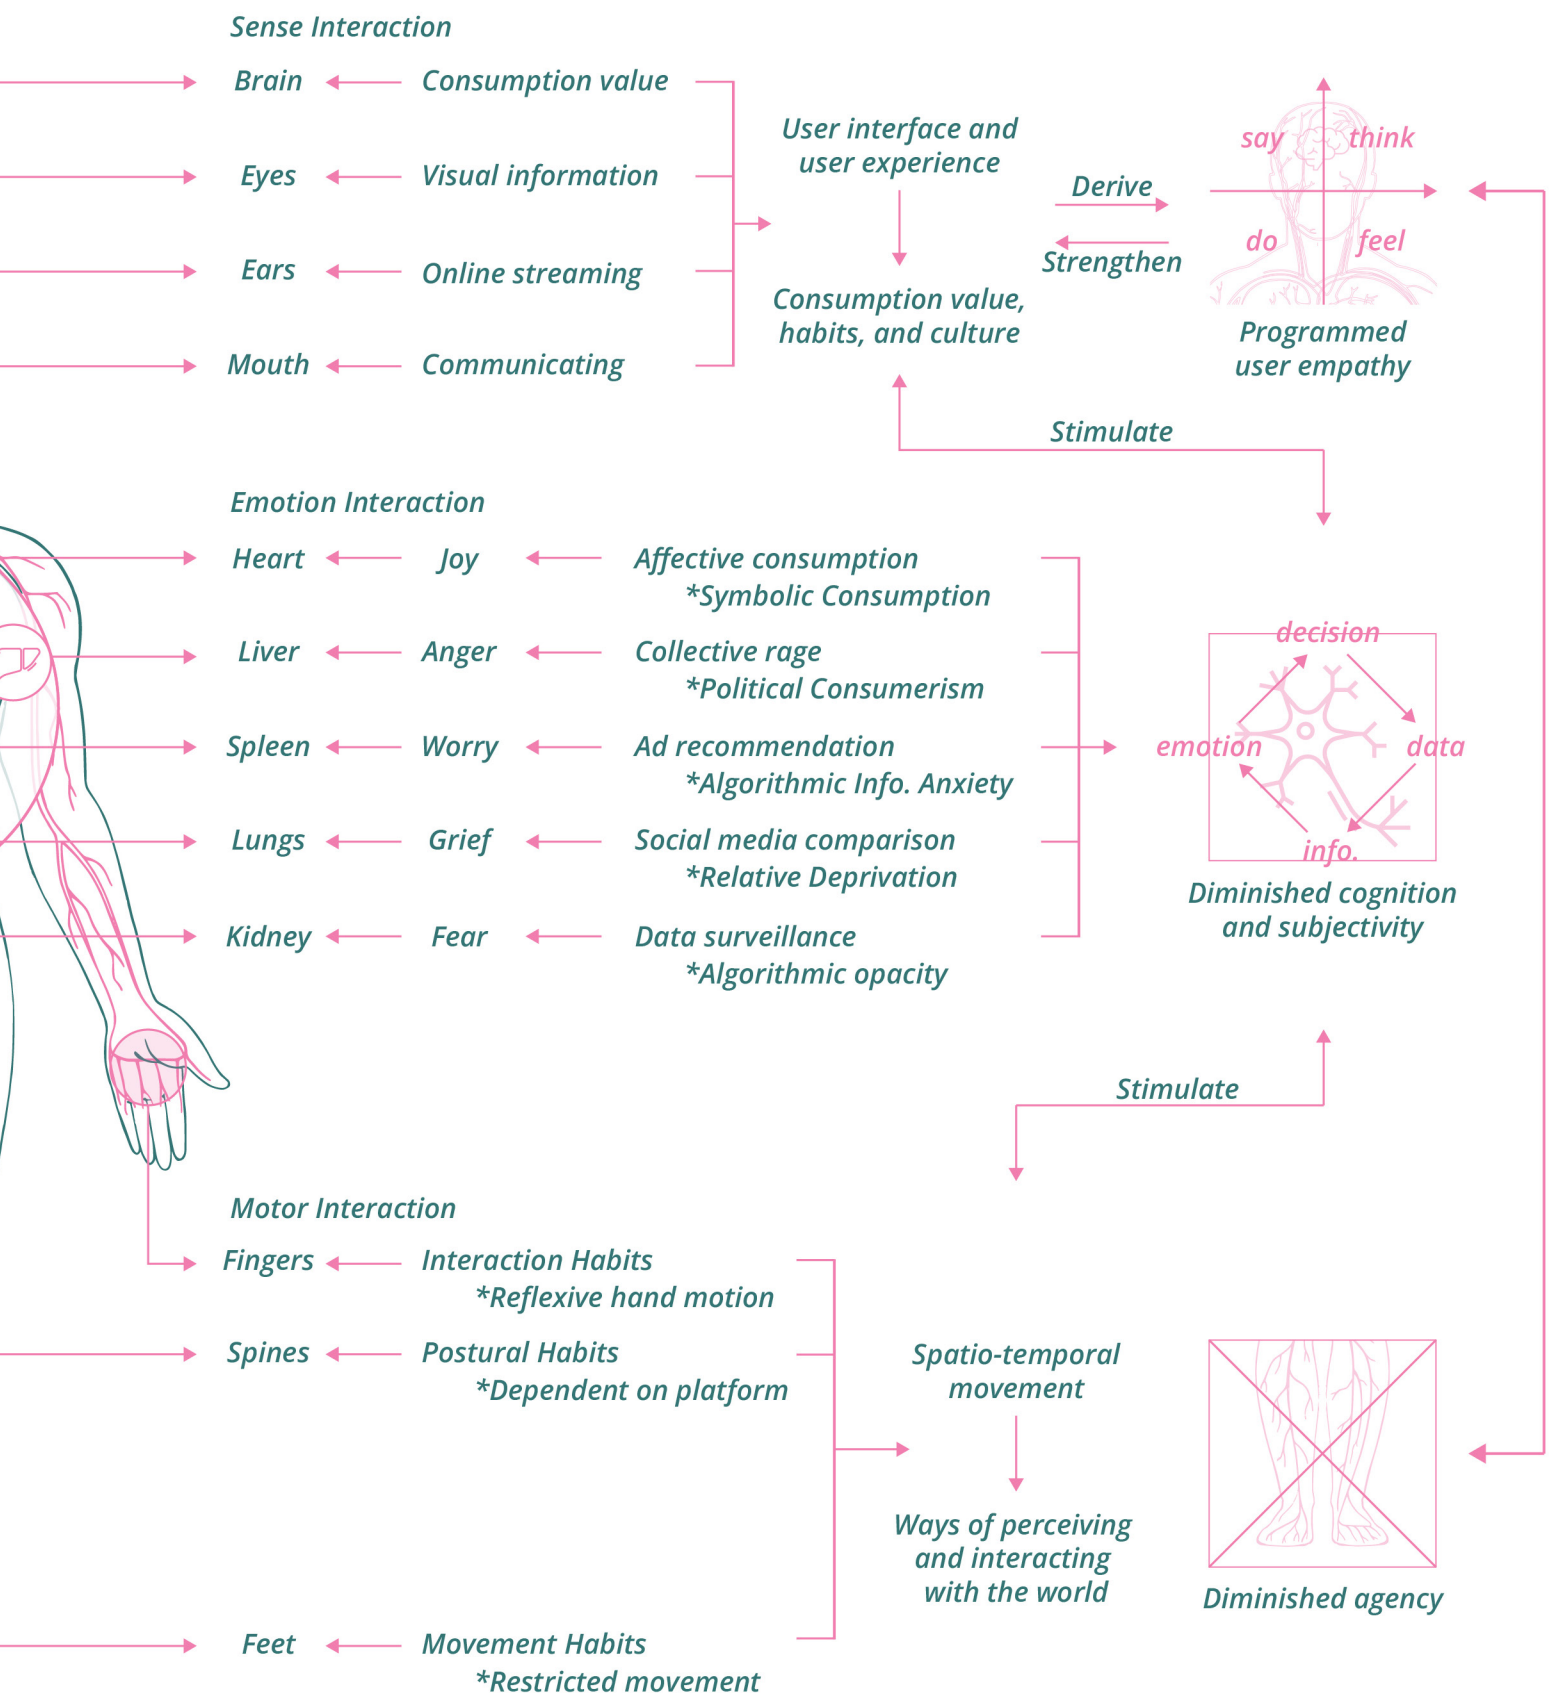 Sense Interaction
Brain
Consumption value
Eyes
Visual information
Ears
Online streaming
Mouth
Communicating
User interface and
user experience
Consumption value,
habits, and culture
Derive
Strengthen
say
think
do
feel
Programmed
user empathy
Stimulate
Emotion Interaction
Heart
Joy
Affective consumption
*Symbolic Consumption
Liver
Anger
Collective rage
*Political Consumerism
Spleen
Worry
Ad recommendation
*Algorithmic Info. Anxiety
Lungs
Grief
Social media comparison
*Relative Deprivation
Kidney
Fear
Data surveillance
*Algorithmic opacity
decision
emotion
data
info.
Diminished cognition
and subjectivity
Stimulate
Motor Interaction
Fingers
Interaction Habits
*Reflexive hand motion
Spines
Postural Habits
*Dependent on platform
Feet
Movement Habits
*Restricted movement
Spatio-temporal
movement
Ways of perceiving
and interacting
with the world
Diminished agency